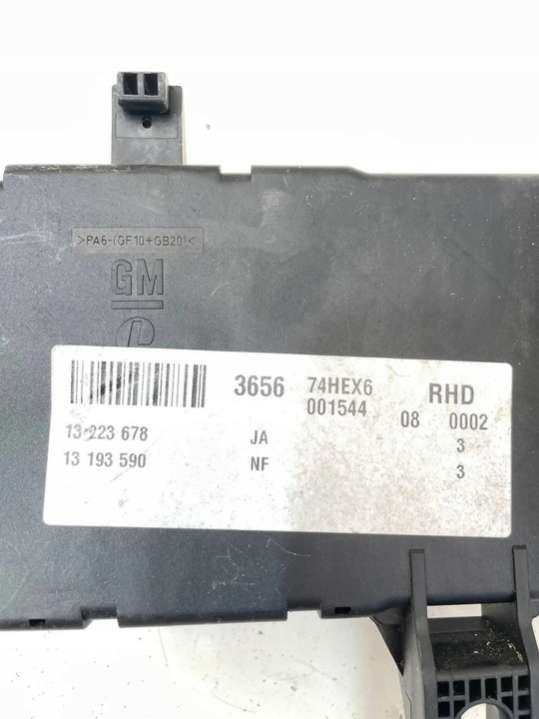 >PA6-(GF10+GB20)<
GM
3656 74HEX6 RHD
001544 08 0002
13 223 678 JA 3
13 193 590 NF 3